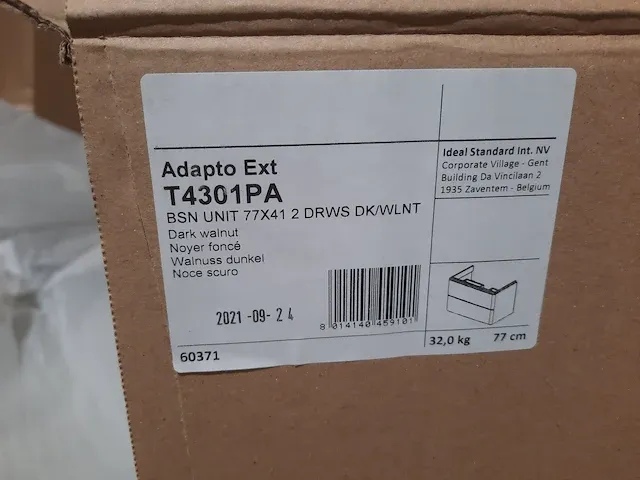 Adapto Ext
T4301PA
BSN UNIT 77X41 2 DRWS DK/WLNT
Dark walnut
Noyer foncé
Walnuss dunkel
Noce scuro
2021 -09- 2 4
8 014140 459101
60371
Ideal Standard Int. NV
Corporate Village - Gent
Building Da Vincilaan 2
1935 Zaventem - Belgium
32,0 kg 77 cm